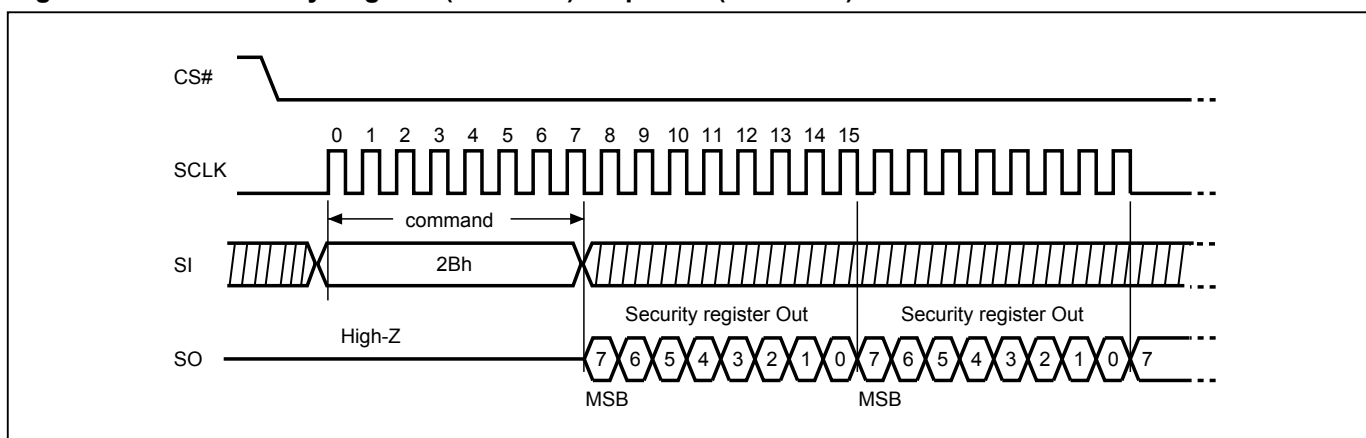 CS#
0 1 2 3 4 5 6 7 8 9 10 11 12 13 14 15
SCLK
command
SI
2Bh
Security register Out Security register Out
High-Z
SO
7 6 5 4 3 2 1 0 7 6 5 4 3 2 1 0 7
MSB MSB